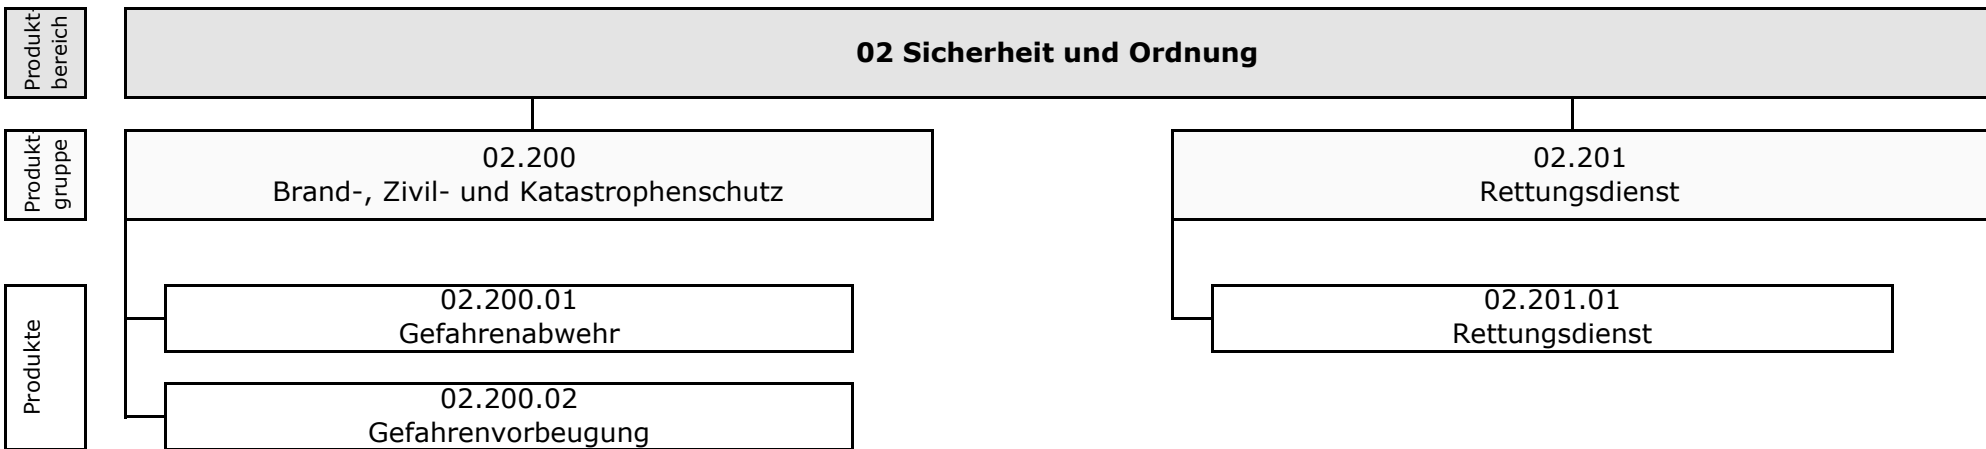 Produkt-
bereich
02 Sicherheit und Ordnung
Produkt-
gruppe
02.200
Brand-, Zivil- und Katastrophenschutz
02.201
Rettungsdienst
Produkte
02.200.01
Gefahrenabwehr
02.201.01
Rettungsdienst
02.200.02
Gefahrenvorbeugung